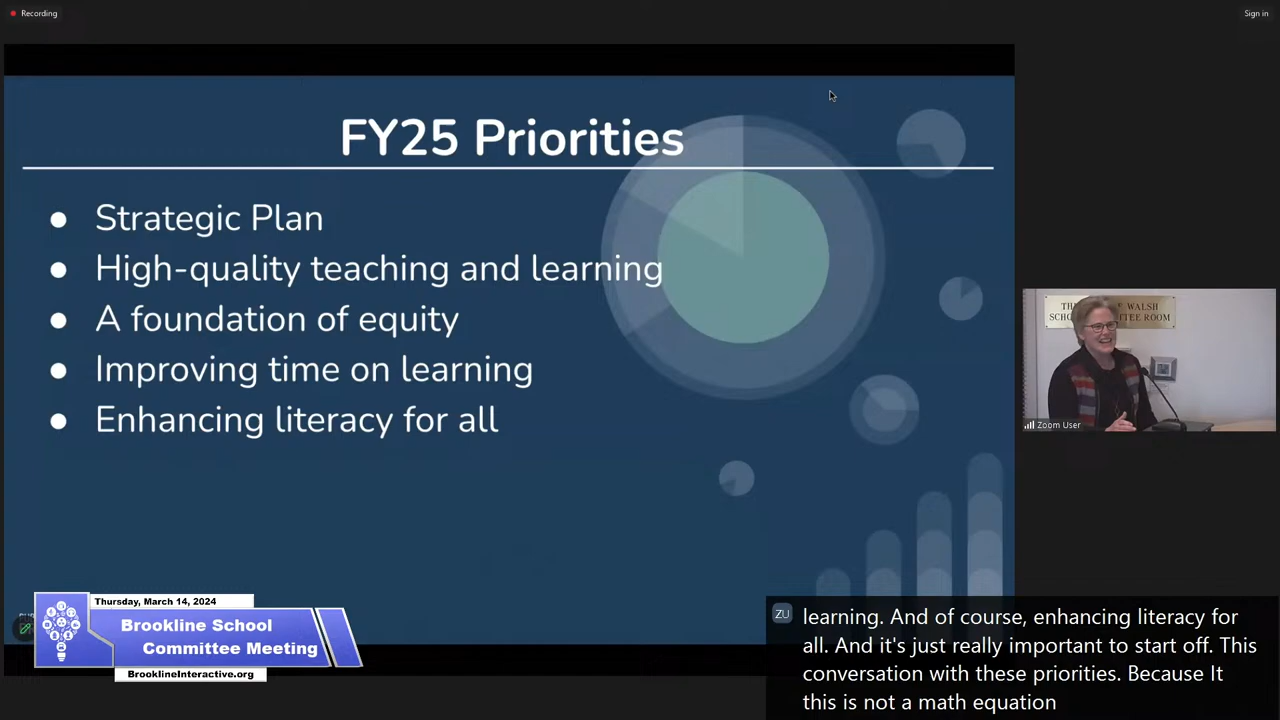 Recording
Sign in
FY25 Priorities
● Strategic Plan
● High-quality teaching and learning
● A foundation of equity
● Improving time on learning
● Enhancing literacy for all
WALSH
ROOM
Zoom User
Thursday, March 14, 2024
Brookline School
Committee Meeting
BrooklineInteractive.org
ZU
learning. And of course, enhancing literacy for
all. And it's just really important to start off. This
conversation with these priorities. Because It
this is not a math equation